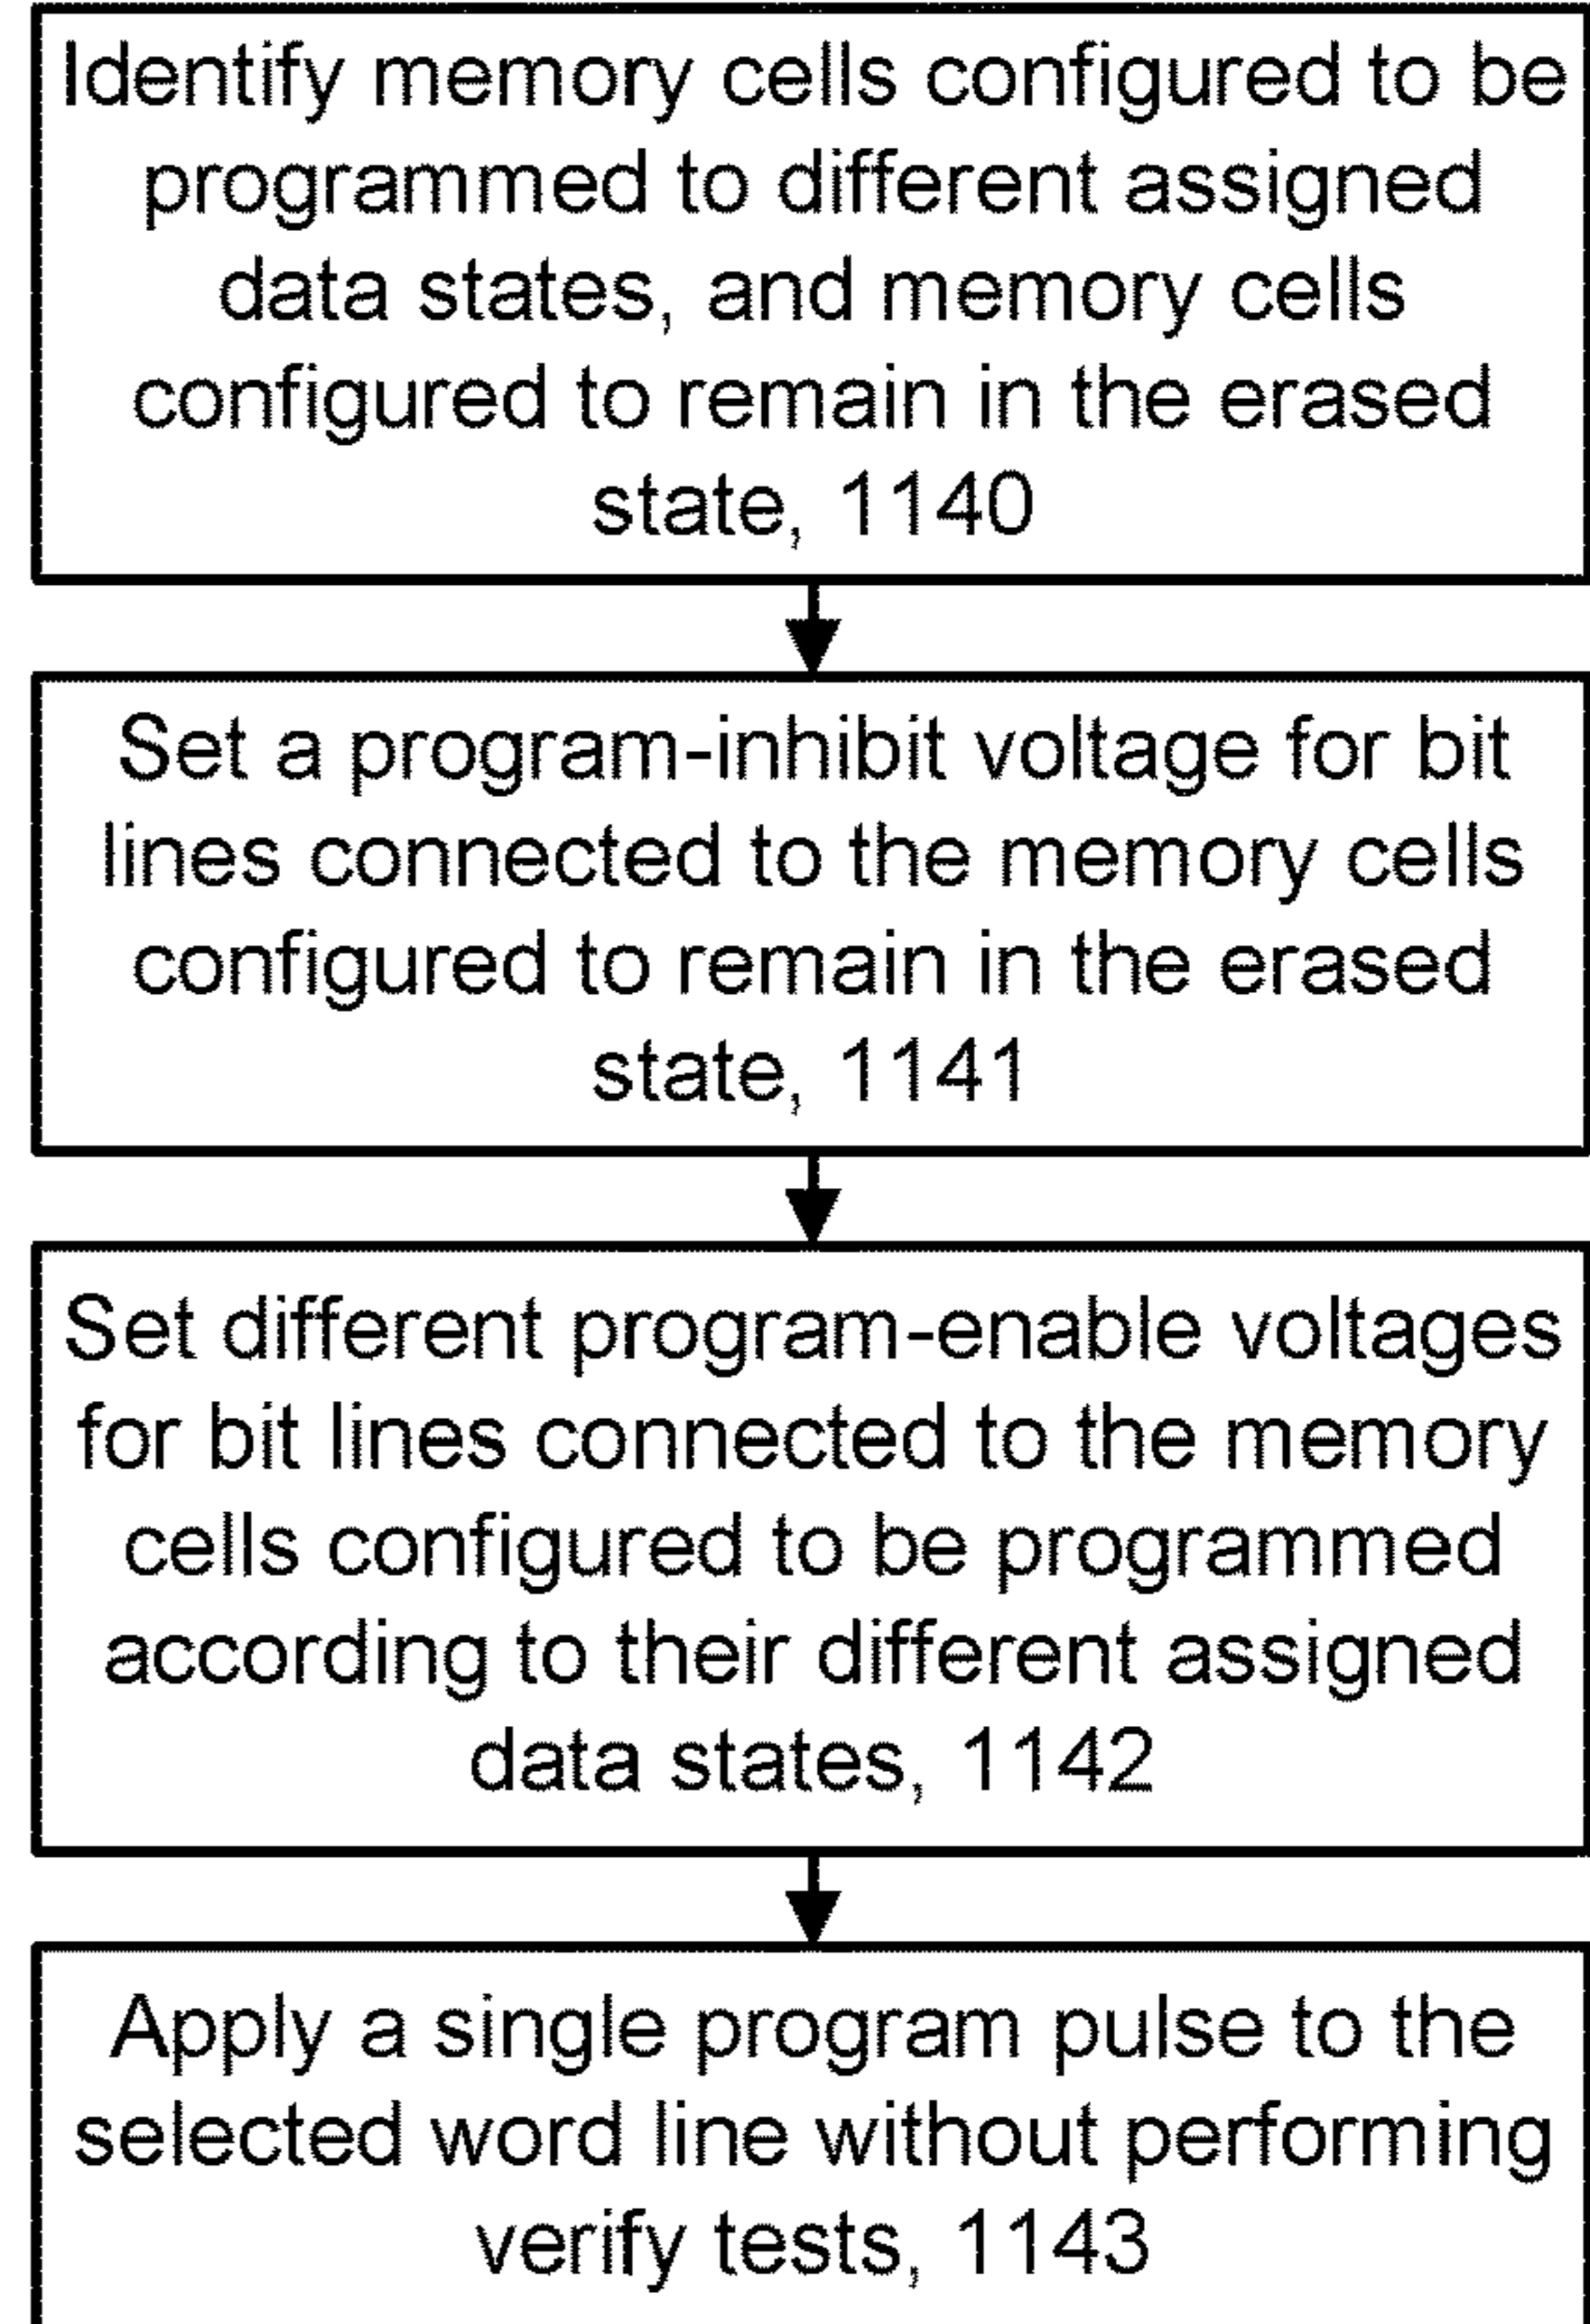 Identify memory cells configured to be
programmed to different assigned
data states, and memory cells
configured to remain in the erased
state, 1140
Set a program-inhibit voltage for bit
lines connected to the memory cells
configured to remain in the erased
state, 1141
Set different program-enable voltages
for bit lines connected to the memory
cells configured to be programmed
according to their different assigned
data states, 1142
Apply a single program pulse to the
selected word line without performing
verify tests, 1143